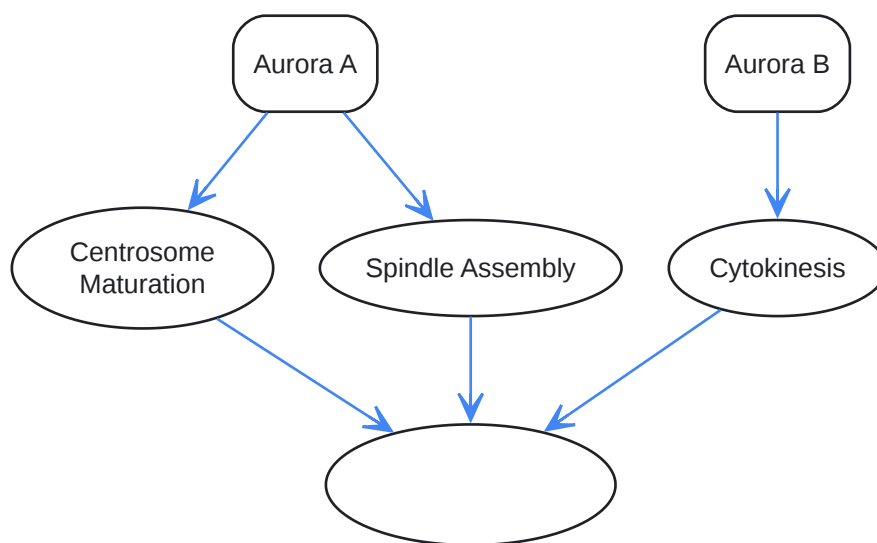 Aurora A
Aurora B
Centrosome
Maturation
Spindle Assembly
Cytokinesis